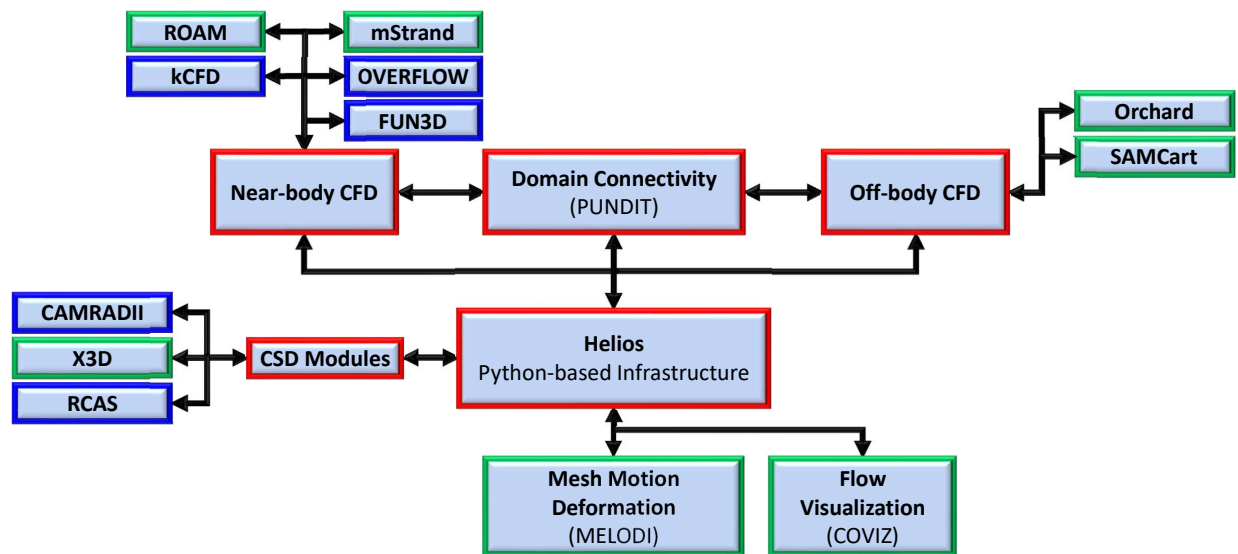 ROAM
mStrand
kCFD
OVERFLOW
FUN3D
Orchard
SAMCart
Near-body CFD
Domain Connectivity
(PUNDIT)
Off-body CFD
CAMRADII
X3D
RCAS
CSD Modules
Helios
Python-based Infrastructure
Mesh Motion
Deformation
(MELODI)
Flow
Visualization
(COVIZ)